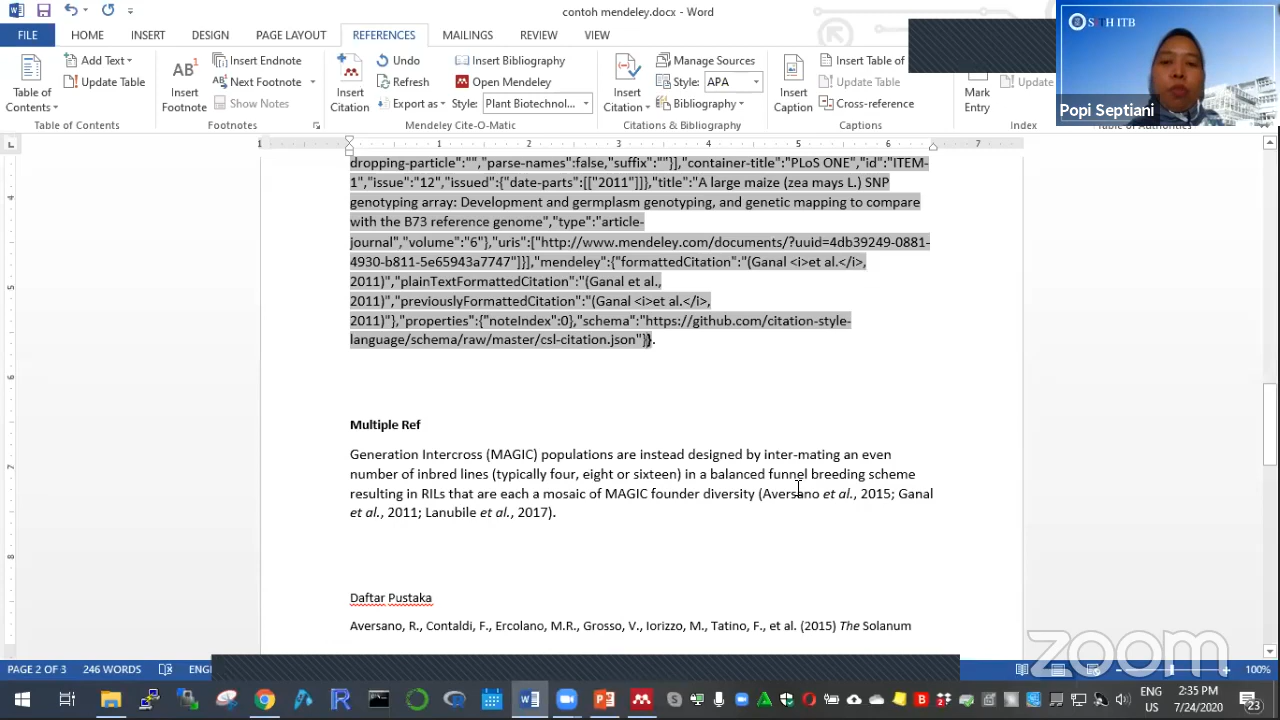 contoh mendeley.docx - Word
FILE HOME INSERT DESIGN PAGE LAYOUT REFERENCES MAILINGS REVIEW VIEW
Table of Contents
Add Text
Update Table
Table of Contents
AB1
Insert Footnote
Insert Endnote
Next Footnote
Show Notes
Footnotes
Insert Citation
Undo
Refresh
Export as
Insert Bibliography
Open Mendeley
Style: Plant Biotechnol...
Mendeley Cite-O-Matic
Insert Citation
Manage Sources
Style: APA
Bibliography
Citations & Bibliography
Insert Caption
Insert Table of
Update Table
Cross-reference
Captions
Mark Entry
Update
Index
Table of Authorities
SITH ITB
Popi Septiani
dropping-particle":"","parse-names":false,"suffix":""}],"container-title":"PLoS ONE","id":"ITEM-
1","issue":"12","issued":{"date-parts":[["2011"]]},"title":"A large maize (zea mays L.) SNP
genotyping array: Development and germplasm genotyping, and genetic mapping to compare
with the B73 reference genome","type":"article-
journal","volume":"6"},"uris":["http://www.mendeley.com/documents/?uuid=4db39249-0881-
4930-b811-5e65943a7747"]}],"mendeley":{"formattedCitation":"(Ganal <i>et al.</i>,
2011)","plainTextFormattedCitation":"(Ganal et al.,
2011)","previouslyFormattedCitation":"(Ganal <i>et al.</i>,
2011)"},"properties":{"noteIndex":0},"schema":"https://github.com/citation-style-
language/schema/raw/master/csl-citation.json"}}.
Multiple Ref
Generation Intercross (MAGIC) populations are instead designed by inter-mating an even
number of inbred lines (typically four, eight or sixteen) in a balanced funnel breeding scheme
resulting in RILs that are each a mosaic of MAGIC founder diversity (Aversano et al., 2015; Ganal
et al., 2011; Lanubile et al., 2017).
Daftar Pustaka
Aversano, R., Contaldi, F., Ercolano, M.R., Grosso, V., Iorizzo, M., Tatino, F., et al. (2015) The Solanum
PAGE 2 OF 3 246 WORDS ENGL
100%
zoom
ENG
US
2:35 PM
7/24/2020
23